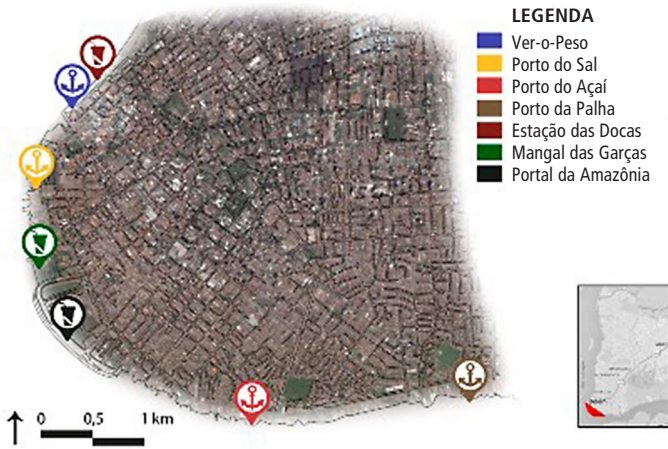 LEGENDA
Ver-o-Peso
Porto do Sal
Porto do Açaí
Porto da Palha
Estação das Docas
Mangal das Garças
Portal da Amazônia
0 0,5 1 km